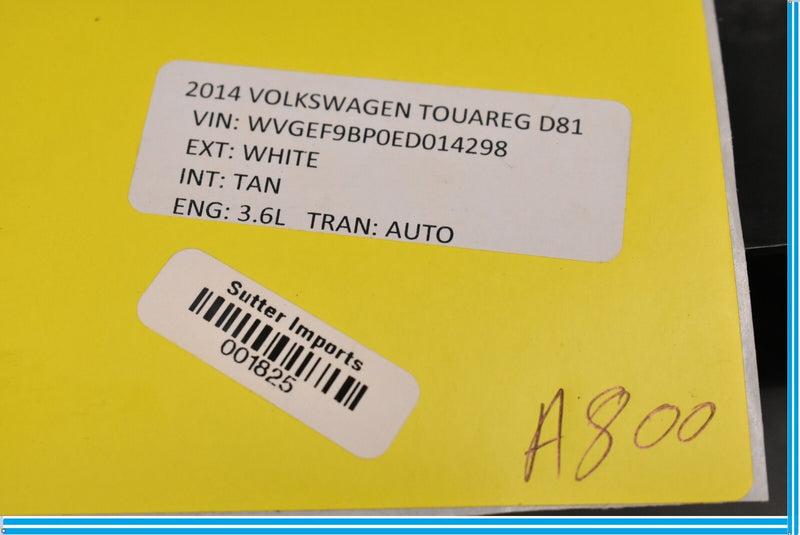 2014 VOLKSWAGEN TOUAREG D81
VIN: WVGEF9BP0ED014298
EXT: WHITE
INT: TAN
ENG: 3.6L TRAN: AUTO
Sutter Imports
001825
A800